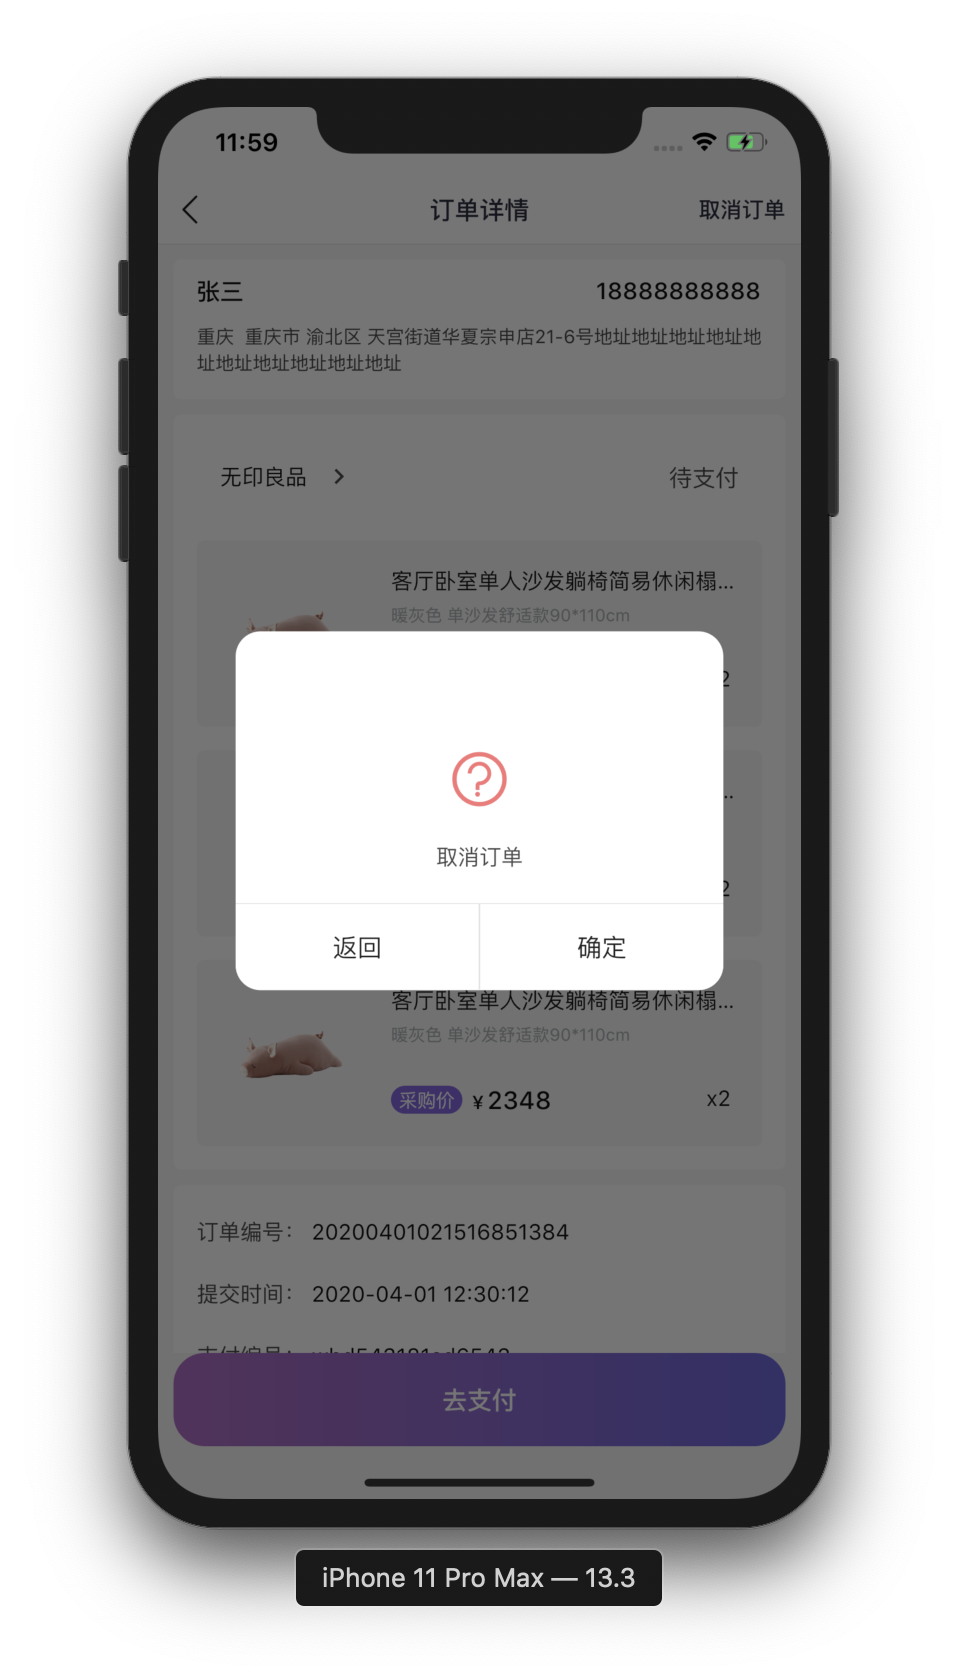 11:59
订单详情 取消订单
张三 18888888888
重庆 重庆市 渝北区 天宫街道华夏宗申店21-6号地址地址地址地址地
址地址地址地址地址地址
无印良品 待支付
客厅卧室单人沙发躺椅简易休闲榻...
暖灰色 单沙发舒适款90*110cm
取消订单
返回 确定
客厅卧室单人沙发躺椅简易休闲榻...
暖灰色 单沙发舒适款90*110cm
采购价 ¥2348 x2
订单编号： 20200401021516851384
提交时间： 2020-04-01 12:30:12
去支付
iPhone 11 Pro Max — 13.3